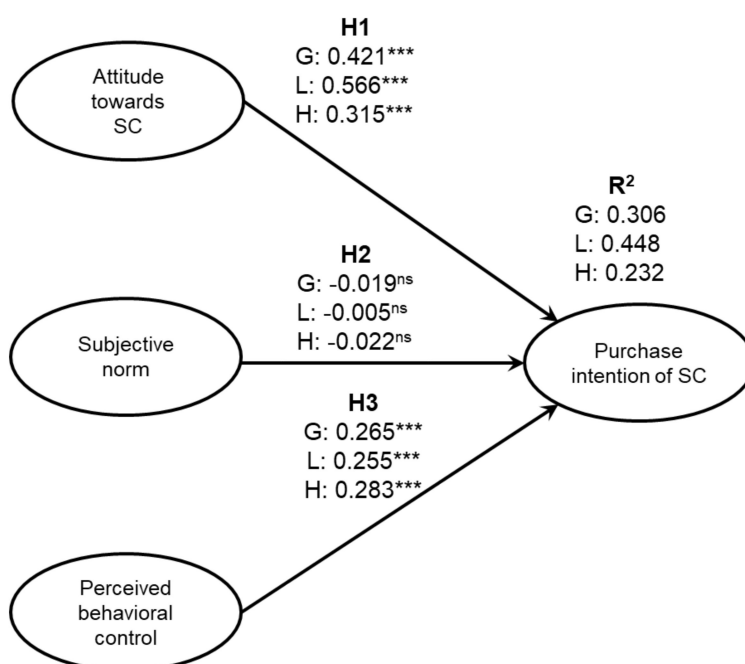 H1
G: 0.421***
L: 0.566***
H: 0.315***
Attitude
towards
SC
R²
G: 0.306
L: 0.448
H: 0.232
H2
G: -0.019ⁿˢ
L: -0.005ⁿˢ
H: -0.022ⁿˢ
Subjective
norm
Purchase
intention of SC
H3
G: 0.265***
L: 0.255***
H: 0.283***
Perceived
behavioral
control